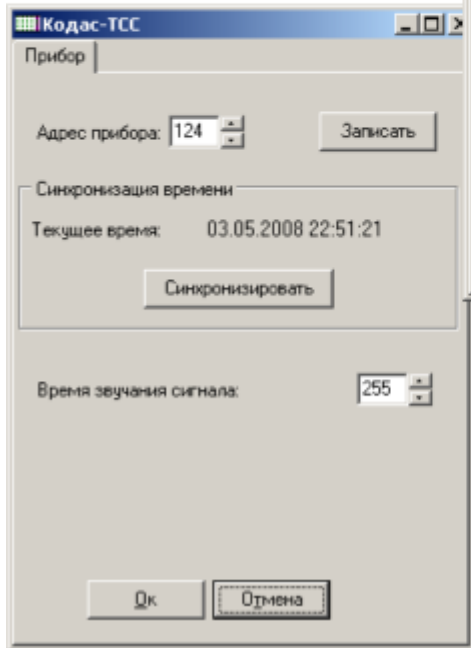 Кодас-ТСС
Прибор
Адрес прибора: 124 Записать
Синхронизация времени
Текущее время: 03.05.2008 22:51:21
Синхронизировать
Время звучания сигнала: 255
Ок Отмена